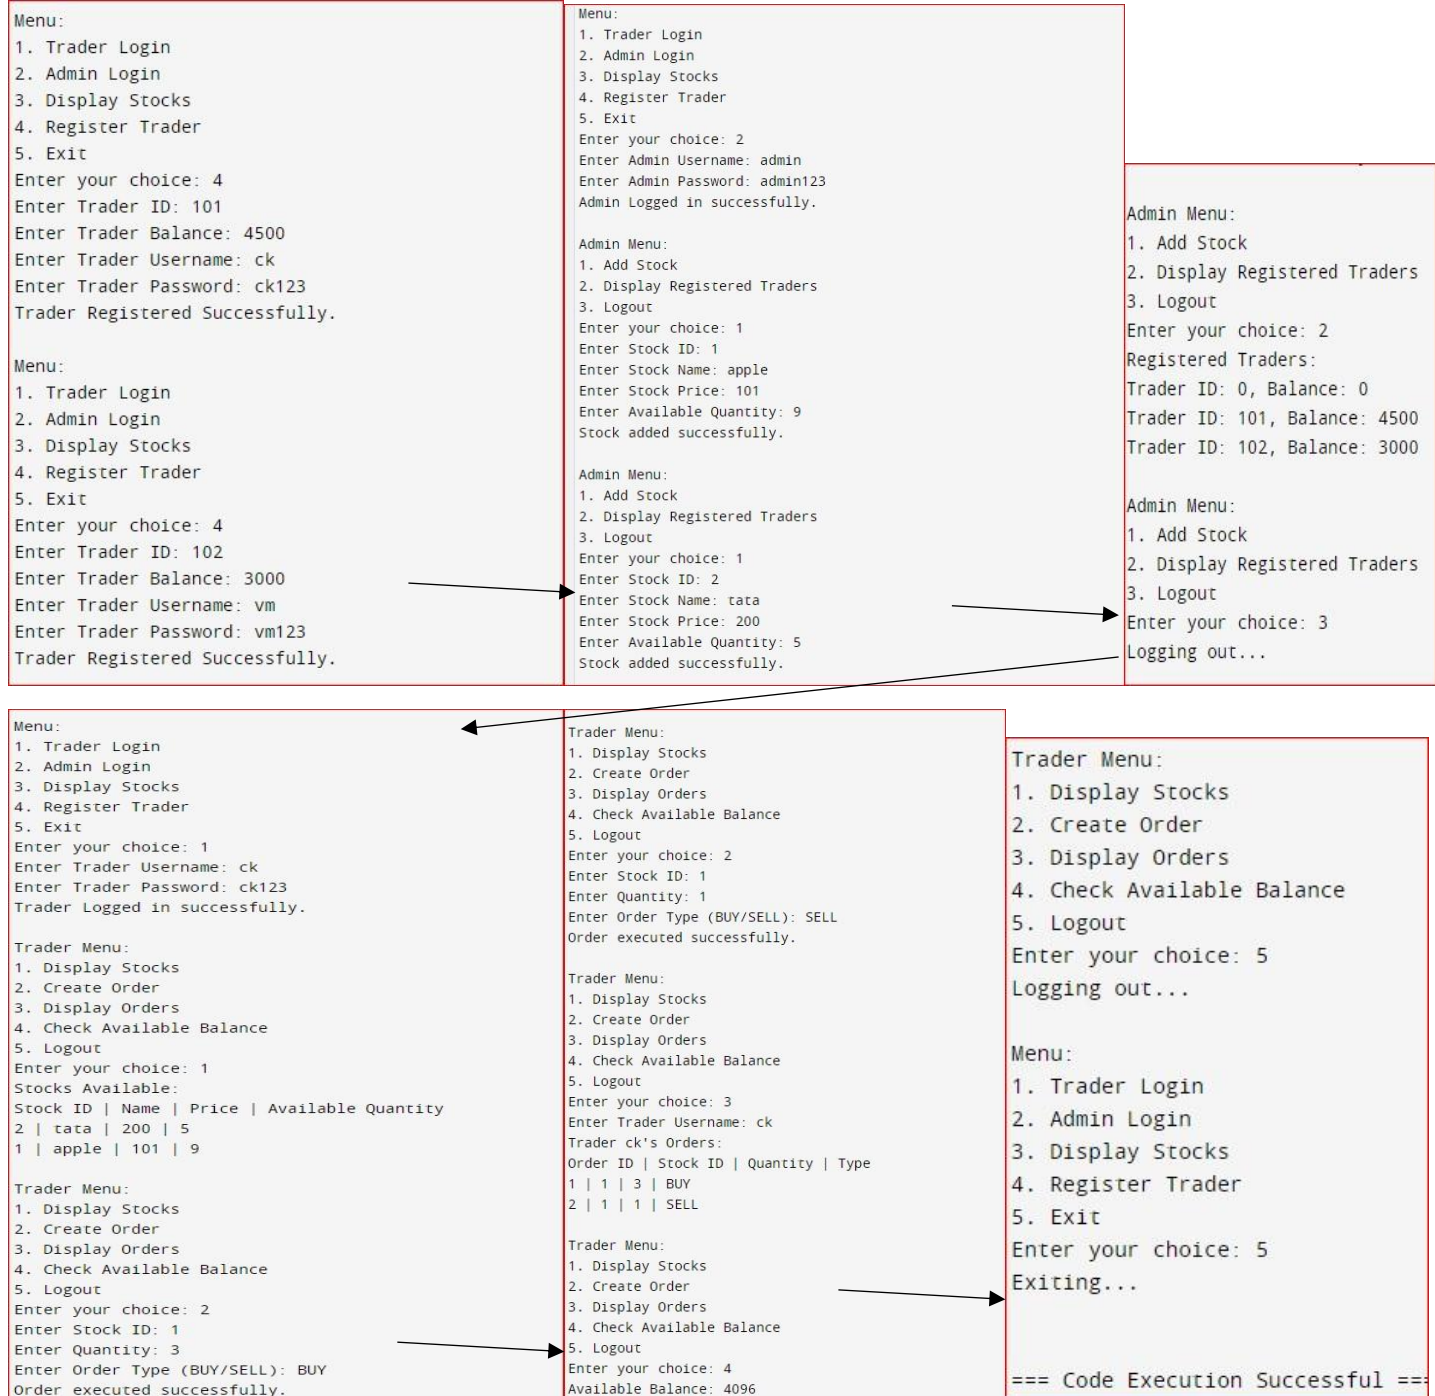 Menu:
1. Trader Login
2. Admin Login
3. Display Stocks
4. Register Trader
5. Exit
Enter your choice: 4
Enter Trader ID: 101
Enter Trader Balance: 4500
Enter Trader Username: ck
Enter Trader Password: ck123
Trader Registered Successfully.
Menu:
1. Trader Login
2. Admin Login
3. Display Stocks
4. Register Trader
5. Exit
Enter your choice: 4
Enter Trader ID: 102
Enter Trader Balance: 3000
Enter Trader Username: vm
Enter Trader Password: vm123
Trader Registered Successfully.
Menu:
1. Trader Login
2. Admin Login
3. Display Stocks
4. Register Trader
5. Exit
Enter your choice: 2
Enter Admin Username: admin
Enter Admin Password: admin123
Admin Logged in successfully.
Admin Menu:
1. Add Stock
2. Display Registered Traders
3. Logout
Enter your choice: 1
Enter Stock ID: 1
Enter Stock Name: apple
Enter Stock Price: 101
Enter Available Quantity: 9
Stock added successfully.
Admin Menu:
1. Add Stock
2. Display Registered Traders
3. Logout
Enter your choice: 1
Enter Stock ID: 2
Enter Stock Name: tata
Enter Stock Price: 200
Enter Available Quantity: 5
Stock added successfully.
Admin Menu:
1. Add Stock
2. Display Registered Traders
3. Logout
Enter your choice: 2
Registered Traders:
Trader ID: 0, Balance: 0
Trader ID: 101, Balance: 4500
Trader ID: 102, Balance: 3000
Admin Menu:
1. Add Stock
2. Display Registered Traders
3. Logout
Enter your choice: 3
Logging out...
Menu:
1. Trader Login
2. Admin Login
3. Display Stocks
4. Register Trader
5. Exit
Enter your choice: 1
Enter Trader Username: ck
Enter Trader Password: ck123
Trader Logged in successfully.
Trader Menu:
1. Display Stocks
2. Create Order
3. Display Orders
4. Check Available Balance
5. Logout
Enter your choice: 1
Stocks Available:
Stock ID | Name | Price | Available Quantity
2 | tata | 200 | 5
1 | apple | 101 | 9
Trader Menu:
1. Display Stocks
2. Create Order
3. Display Orders
4. Check Available Balance
5. Logout
Enter your choice: 2
Enter Stock ID: 1
Enter Quantity: 3
Enter Order Type (BUY/SELL): BUY
Order executed successfully.
Trader Menu:
1. Display Stocks
2. Create Order
3. Display Orders
4. Check Available Balance
5. Logout
Enter your choice: 2
Enter Stock ID: 1
Enter Quantity: 1
Enter Order Type (BUY/SELL): SELL
Order executed successfully.
Trader Menu:
1. Display Stocks
2. Create Order
3. Display Orders
4. Check Available Balance
5. Logout
Enter your choice: 3
Enter Trader Username: ck
Trader ck's Orders:
Order ID | Stock ID | Quantity | Type
1 | 1 | 3 | BUY
2 | 1 | 1 | SELL
Trader Menu:
1. Display Stocks
2. Create Order
3. Display Orders
4. Check Available Balance
5. Logout
Enter your choice: 4
Available Balance: 4096
Trader Menu:
1. Display Stocks
2. Create Order
3. Display Orders
4. Check Available Balance
5. Logout
Enter your choice: 5
Logging out...
Menu:
1. Trader Login
2. Admin Login
3. Display Stocks
4. Register Trader
5. Exit
Enter your choice: 5
Exiting...
=== Code Execution Successful ===